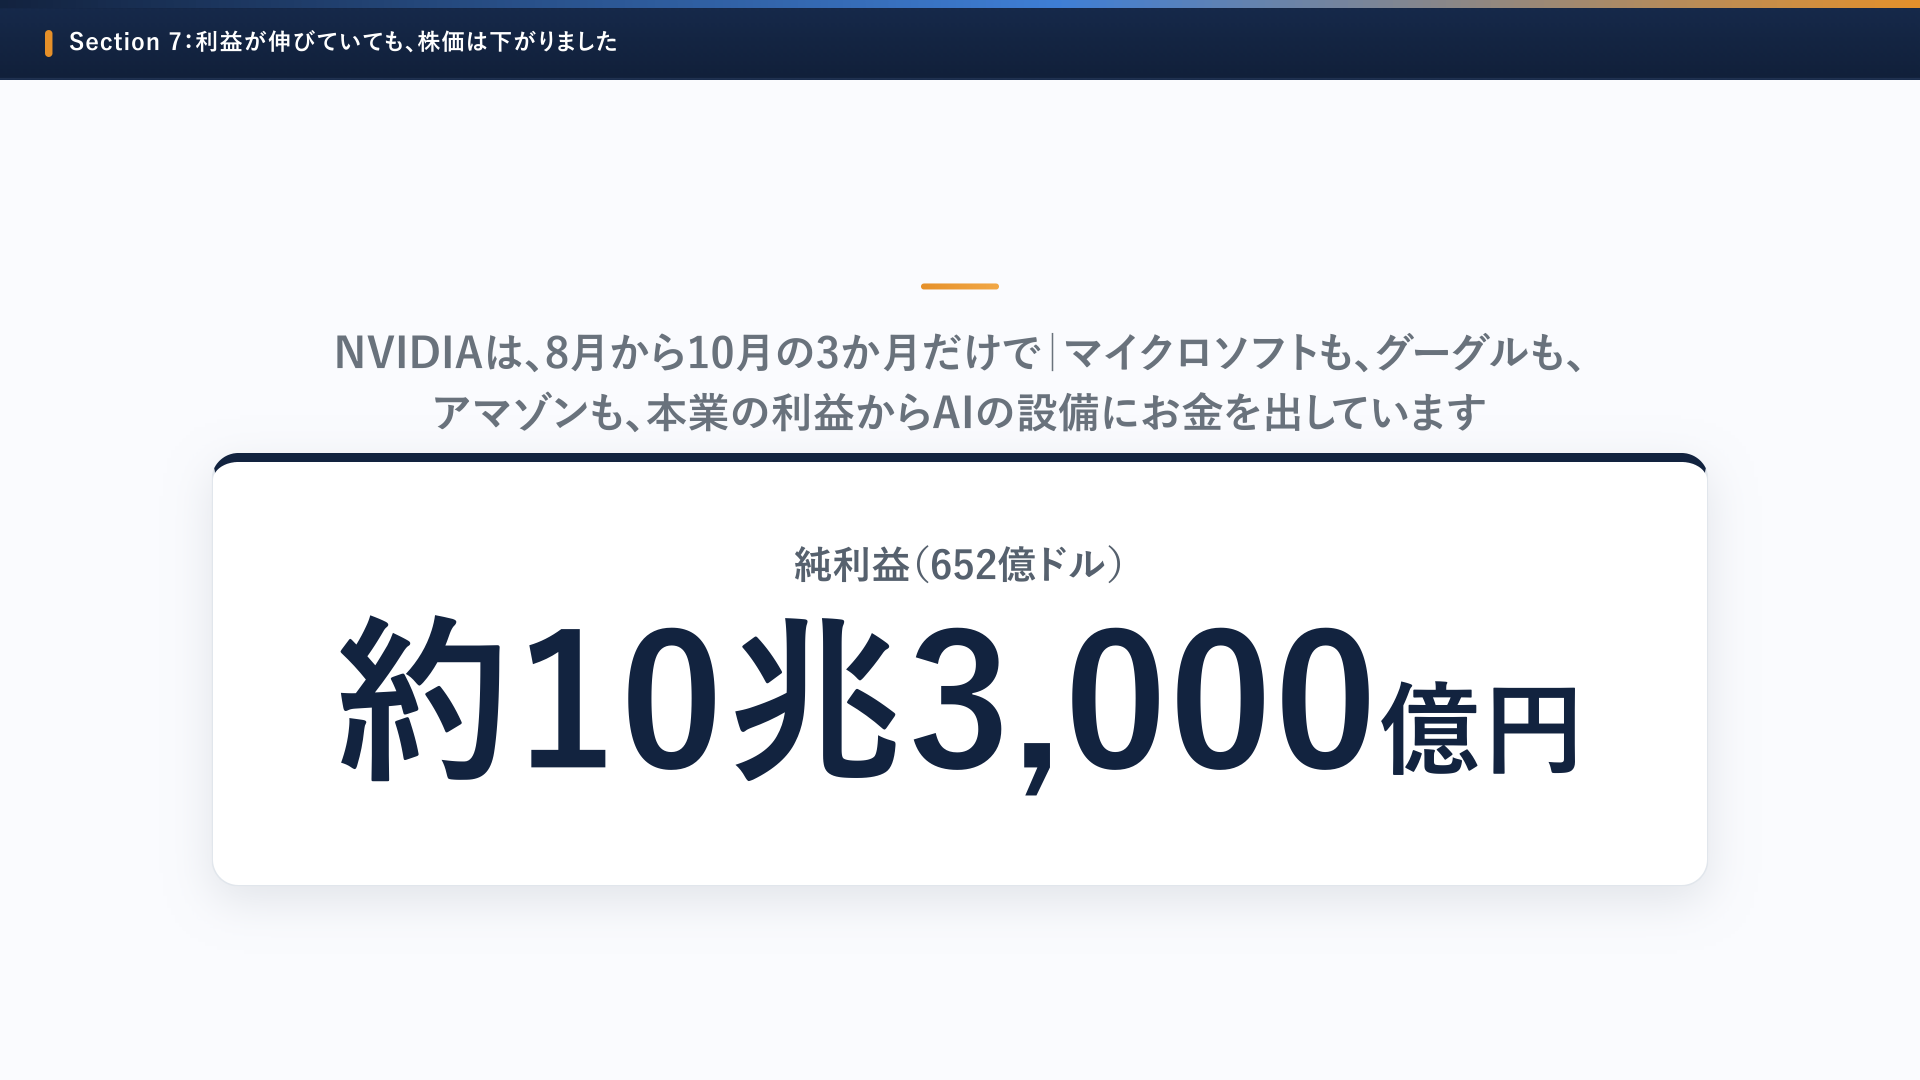 Section 7：利益が伸びていても、株価は下がりました
NVIDIAは、8月から10月の3か月だけで｜マイクロソフトも、グーグルも、
アマゾンも、本業の利益からAIの設備にお金を出しています
純利益（652億ドル）
約10兆3,000億円